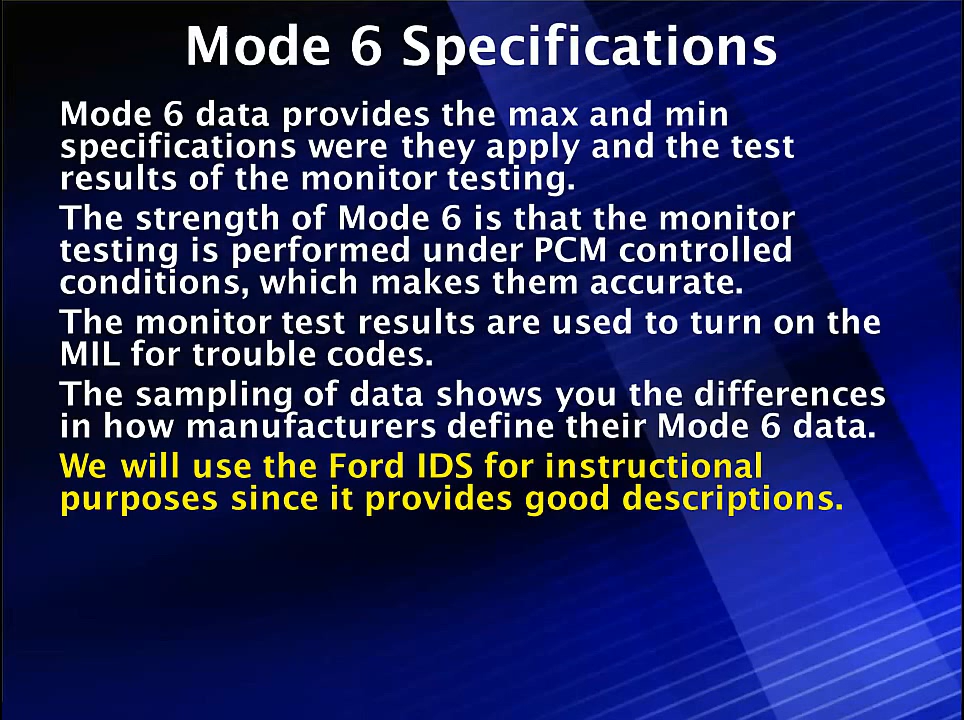 Mode 6 Specifications
Mode 6 data provides the max and min
specifications were they apply and the test
results of the monitor testing.
The strength of Mode 6 is that the monitor
testing is performed under PCM controlled
conditions, which makes them accurate.
The monitor test results are used to turn on the
MIL for trouble codes.
The sampling of data shows you the differences
in how manufacturers define their Mode 6 data.
We will use the Ford IDS for instructional
purposes since it provides good descriptions.